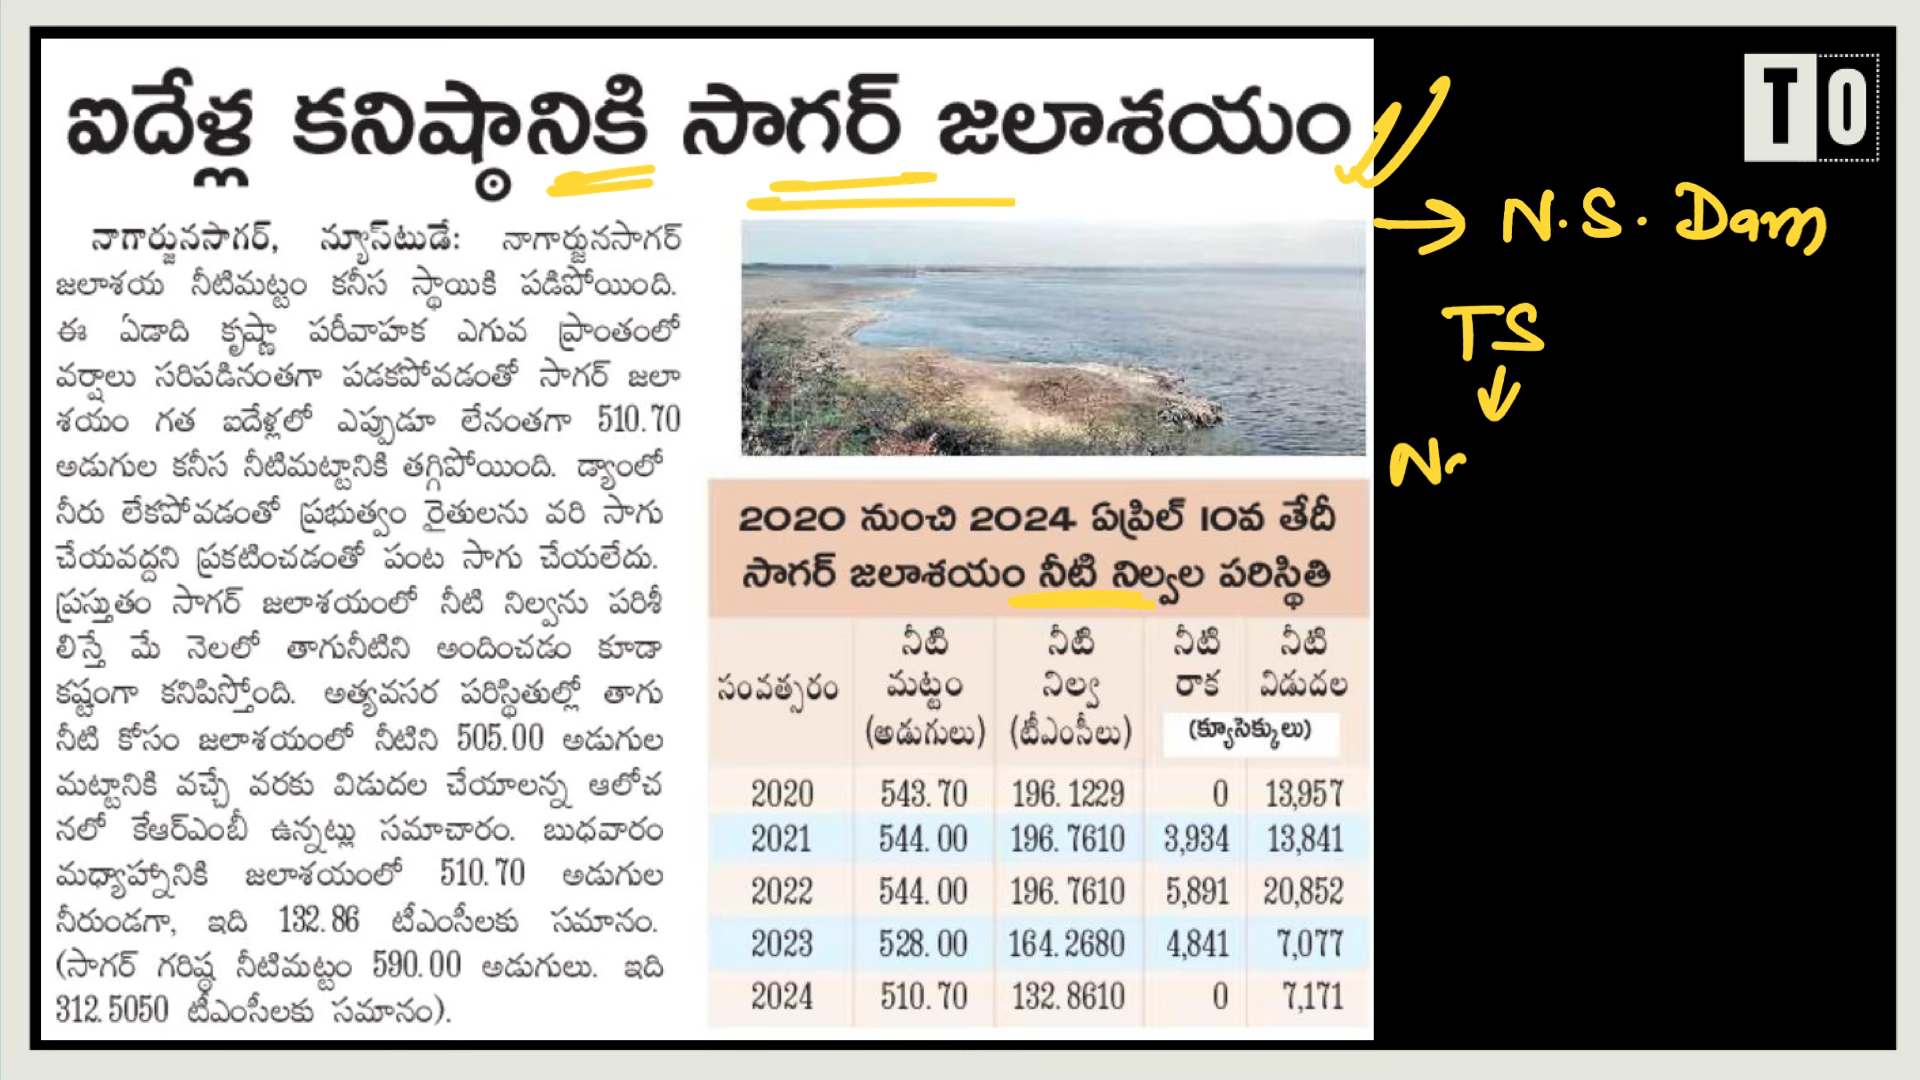 ఐదేళ్ల కనిష్ఠానికి సాగర్ జలాశయం
నాగార్జునసాగర్, న్యూస్‌టుడే: నాగార్జునసాగర్
జలాశయ నీటిమట్టం కనీస స్థాయికి పడిపోయింది.
ఈ ఏడాది కృష్ణా పరీవాహక ఎగువ ప్రాంతంలో
వర్షాలు సరిపడినంతగా పడకపోవడంతో సాగర్ జలా
శయం గత ఐదేళ్లలో ఎప్పుడూ లేనంతగా 510.70
అడుగుల కనీస నీటిమట్టానికి తగ్గిపోయింది. డ్యాంలో
నీరు లేకపోవడంతో ప్రభుత్వం రైతులను వరి సాగు
చేయవద్దని ప్రకటించడంతో పంట సాగు చేయలేదు.
ప్రస్తుతం సాగర్ జలాశయంలో నీటి నిల్వను పరిశీ
లిస్తే మే నెలలో తాగునీటిని అందించడం కూడా
కష్టంగా కనిపిస్తోంది. అత్యవసర పరిస్థితుల్లో తాగు
నీటి కోసం జలాశయంలో నీటిని 505.00 అడుగుల
మట్టానికి వచ్చే వరకు విడుదల చేయాలన్న ఆలోచ
నలో కేఆర్ఎంబీ ఉన్నట్లు సమాచారం. బుధవారం
మధ్యాహ్నానికి జలాశయంలో 510.70 అడుగుల
నీరుండగా, ఇది 132.86 టీఎంసీలకు సమానం.
(సాగర్ గరిష్ఠ నీటిమట్టం 590.00 అడుగులు. ఇది
312.5050 టీఎంసీలకు సమానం).
2020 నుంచి 2024 ఏప్రిల్ 10వ తేదీ
సాగర్ జలాశయం నీటి నిల్వల పరిస్థితి
సంవత్సరం నీటి మట్టం (అడుగులు) నీటి నిల్వ (టీఎంసీలు) నీటి రాక నీటి విడుదల
(క్యూసెక్కులు)
2020 543.70 196.1229 0 13,957
2021 544.00 196.7610 3,934 13,841
2022 544.00 196.7610 5,891 20,852
2023 528.00 164.2680 4,841 7,077
2024 510.70 132.8610 0 7,171
TO
→ N.S. Dam
TS
↓